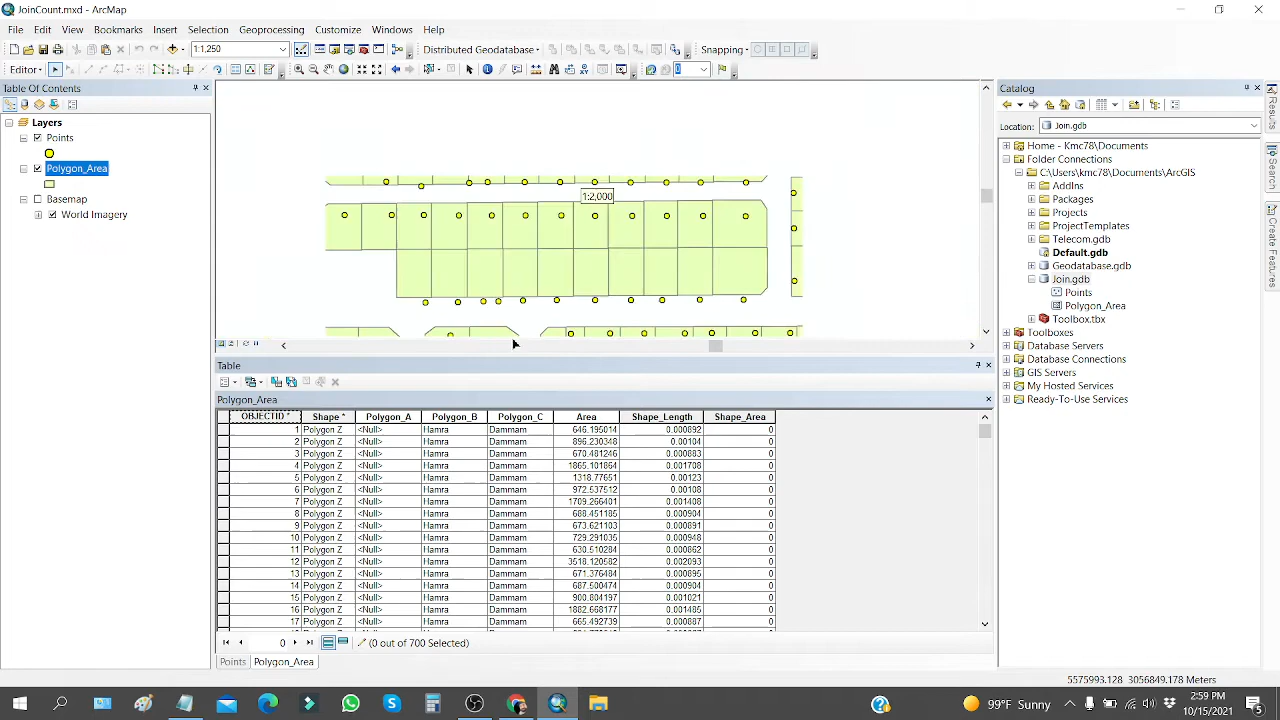 JoinCount.mxd - ArcMap
File Edit View Bookmarks Insert Selection Geoprocessing Customize Windows Help
1:1,250 Distributed Geodatabase Snapping
Editor
Table Of Contents
Layers
Points
Polygon_Area
Basemap
World Imagery
1:2,000
Catalog
Location: Join.gdb
Home - Kmc78\Documents
Folder Connections
C:\Users\kmc78\Documents\ArcGIS
AddIns
Packages
Projects
ProjectTemplates
Telecom.gdb
Default.gdb
Geodatabase.gdb
Join.gdb
Points
Polygon_Area
Toolbox.tbx
Toolboxes
Database Servers
Database Connections
GIS Servers
My Hosted Services
Ready-To-Use Services
Results
Search
Create Features
Table
Polygon_Area
OBJECTID * Shape * Polygon_A Polygon_B Polygon_C Area Shape_Length Shape_Area
1 Polygon Z <Null> Hamra Dammam 646.195014 0.000892 0
2 Polygon Z <Null> Hamra Dammam 896.230348 0.00104 0
3 Polygon Z <Null> Hamra Dammam 670.481246 0.000883 0
4 Polygon Z <Null> Hamra Dammam 1865.101864 0.001708 0
5 Polygon Z <Null> Hamra Dammam 1318.77651 0.00123 0
6 Polygon Z <Null> Hamra Dammam 972.537512 0.00108 0
7 Polygon Z <Null> Hamra Dammam 1709.266401 0.001408 0
8 Polygon Z <Null> Hamra Dammam 688.451185 0.000904 0
9 Polygon Z <Null> Hamra Dammam 673.621103 0.000891 0
10 Polygon Z <Null> Hamra Dammam 729.291035 0.000948 0
11 Polygon Z <Null> Hamra Dammam 630.510284 0.000862 0
12 Polygon Z <Null> Hamra Dammam 3518.120582 0.002093 0
13 Polygon Z <Null> Hamra Dammam 671.376484 0.000895 0
14 Polygon Z <Null> Hamra Dammam 687.500474 0.000904 0
15 Polygon Z <Null> Hamra Dammam 900.804197 0.001021 0
16 Polygon Z <Null> Hamra Dammam 1882.668177 0.001485 0
17 Polygon Z <Null> Hamra Dammam 665.492739 0.000887 0
0 (0 out of 700 Selected)
Points Polygon_Area
5575993.128 3056849.178 Meters
99°F Sunny 2:59 PM
10/15/2021